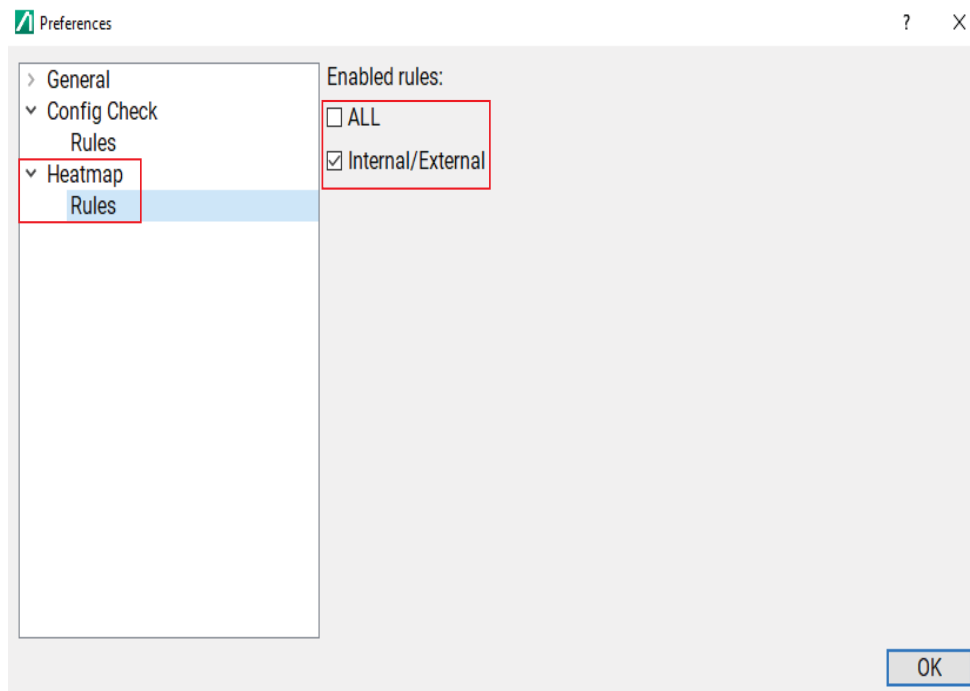 Preferences
General
Config Check
Rules
Heatmap
Rules
Enabled rules:
ALL
Internal/External
OK